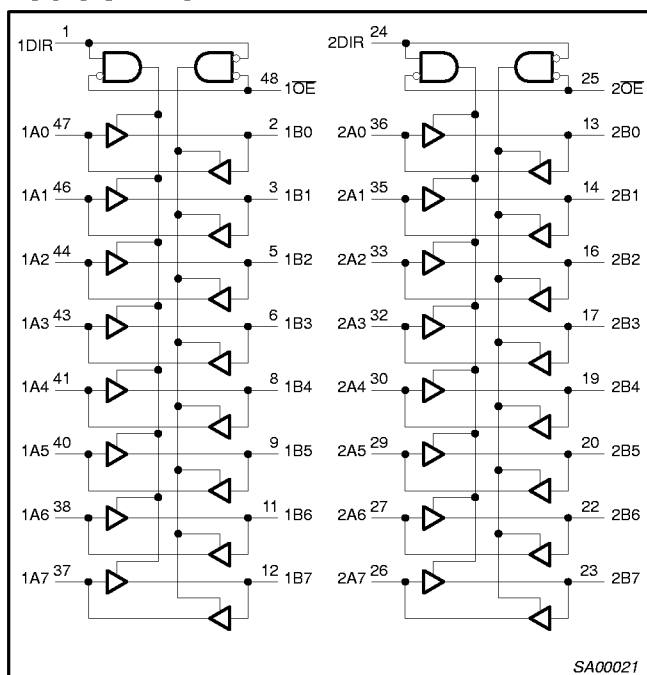 1DIR 1 2DIR 24
48 1O̅E̅ 25 2O̅E̅
1A0 47 2 1B0 2A0 36 13 2B0
1A1 46 3 1B1 2A1 35 14 2B1
1A2 44 5 1B2 2A2 33 16 2B2
1A3 43 6 1B3 2A3 32 17 2B3
1A4 41 8 1B4 2A4 30 19 2B4
1A5 40 9 1B5 2A5 29 20 2B5
1A6 38 11 1B6 2A6 27 22 2B6
1A7 37 12 1B7 2A7 26 23 2B7
SA00021